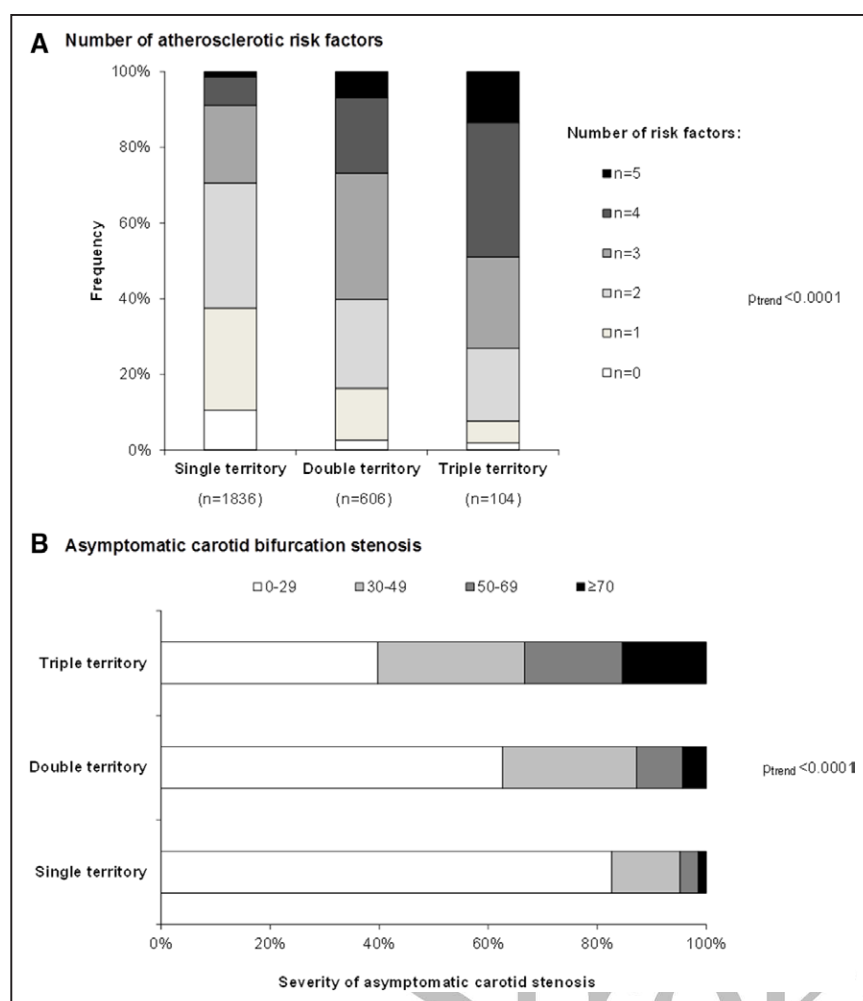 A Number of atherosclerotic risk factors
100%
80%
60%
40%
20%
0%
Frequency
Single territory Double territory Triple territory
(n=1836) (n=606) (n=104)
Number of risk factors:
n=5
n=4
n=3
n=2
n=1
n=0
ptrend <0.0001
B Asymptomatic carotid bifurcation stenosis
0-29 30-49 50-69 ≥70
Triple territory
Double territory
Single territory
ptrend <0.0001
0% 20% 40% 60% 80% 100%
Severity of asymptomatic carotid stenosis